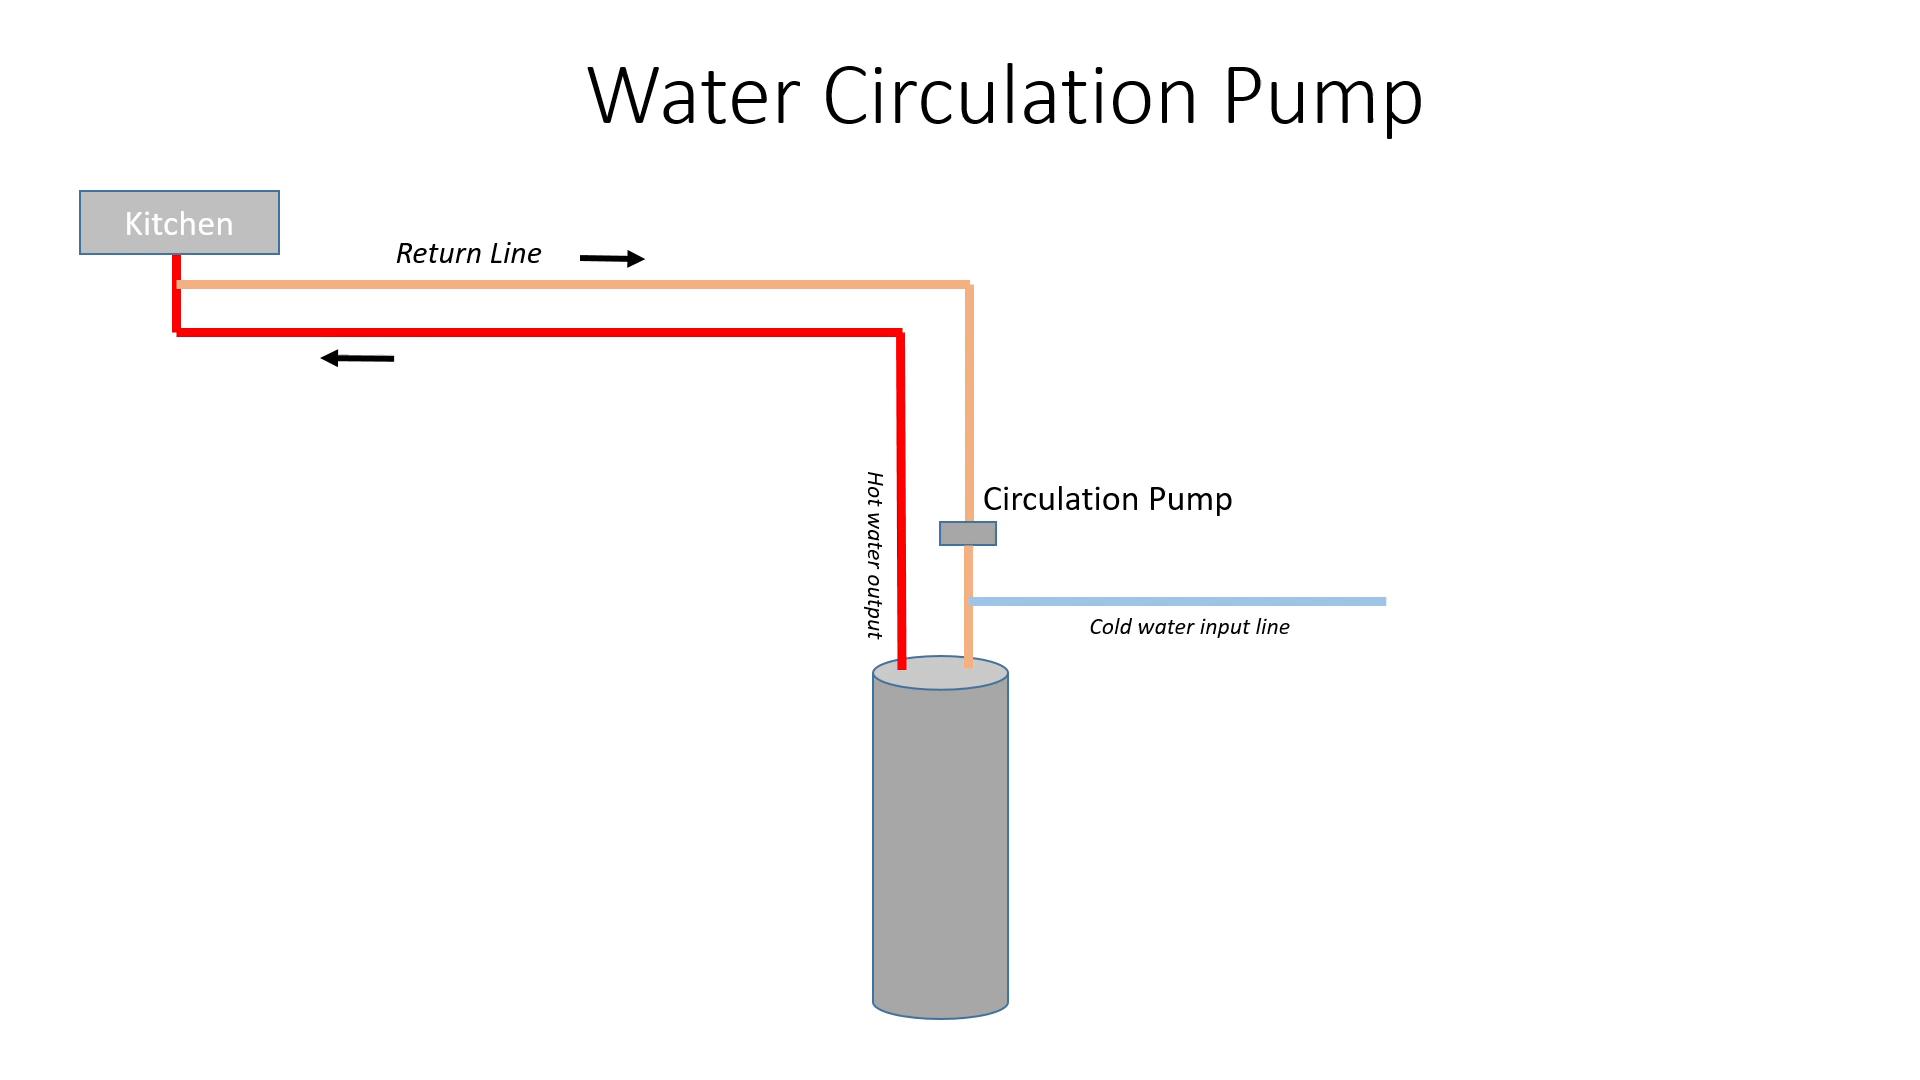 Water Circulation Pump
Kitchen
Return Line
Hot water output
Circulation Pump
Cold water input line